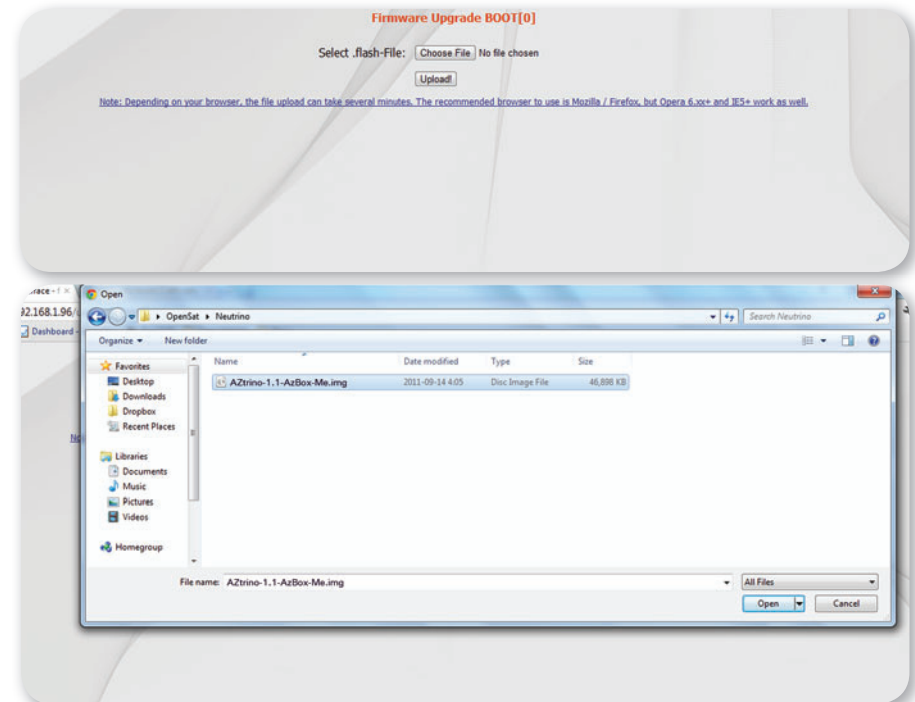 Firmware Upgrade BOOT[0]
Select .flash-File: Choose File No file chosen
Upload!
Note: Depending on your browser, the file upload can take several minutes. The recommended browser to use is Mozilla / Firefox, but Opera 6.xx+ and IE5+ work as well.
Open
92.168.1.96/
OpenSat Neutrino
Search Neutrino
Dashboard
Organize New folder
Favorites
Desktop
Downloads
Dropbox
Recent Places
Libraries
Documents
Music
Pictures
Videos
Homegroup
Name Date modified Type Size
AZtrino-1.1-AzBox-Me.img 2011-09-14 4:05 Disc Image File 46,898 KB
File name: AZtrino-1.1-AzBox-Me.img All Files
Open Cancel